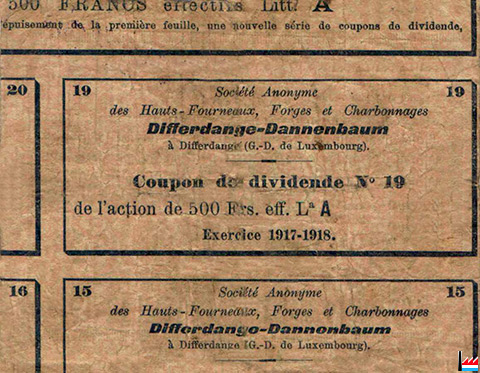 500 FRANCS effectifs Litt. A
épuisement de la première feuille, une nouvelle série de coupons de dividende,
20
19 19
Société Anonyme
des Hauts-Fourneaux, Forges et Charbonnages
Differdange-Dannenbaum
à Differdange (G.-D. de Luxembourg).
Coupon de dividende Nº 19
de l'action de 500 Frs. eff. Lª A
Exercice 1917-1918.
16
15 15
Société Anonyme
des Hauts-Fourneaux, Forges et Charbonnages
Differdange-Dannenbaum
à Differdange (G.-D. de Luxembourg).